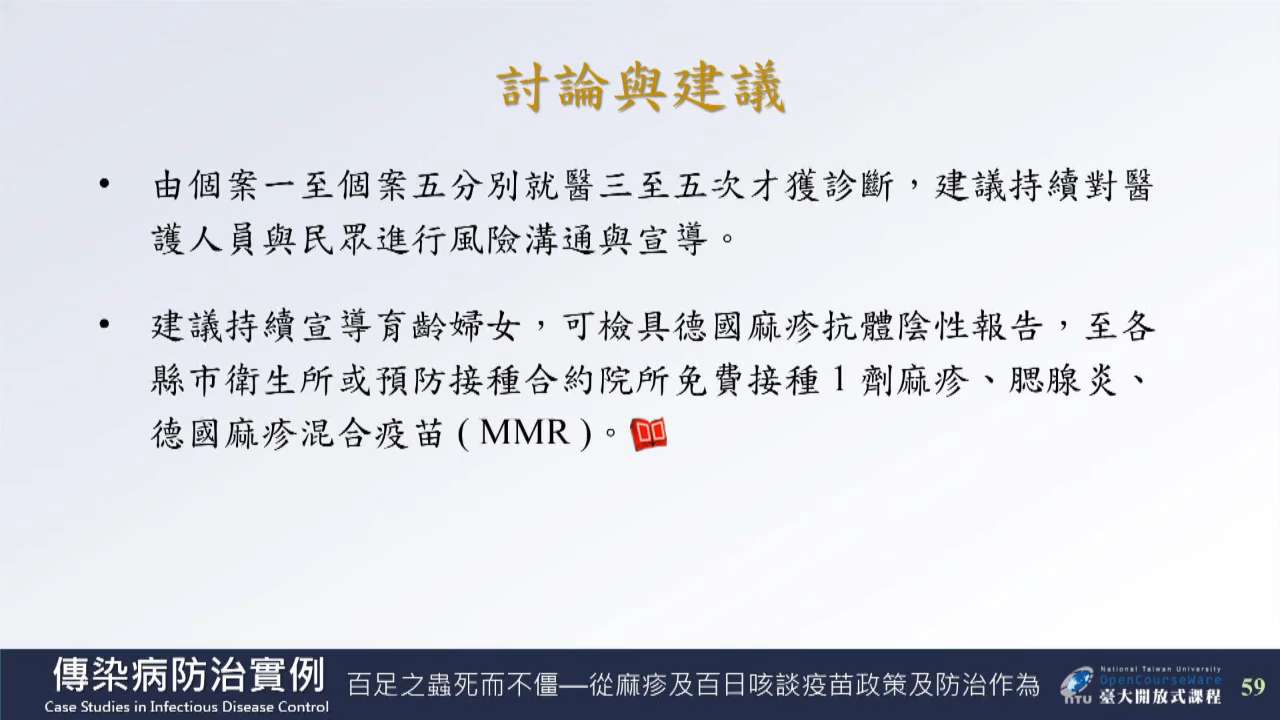 討論與建議
• 由個案一至個案五分別就醫三至五次才獲診斷，建議持續對醫
護人員與民眾進行風險溝通與宣導。
• 建議持續宣導育齡婦女，可檢具德國麻疹抗體陰性報告，至各
縣市衛生所或預防接種合約院所免費接種 1 劑麻疹、腮腺炎、
德國麻疹混合疫苗 ( MMR )。
傳染病防治實例
Case Studies in Infectious Disease Control
百足之蟲死而不僵—從麻疹及百日咳談疫苗政策及防治作為
National Taiwan University
OpenCourseWare
NTU 臺大開放式課程
59